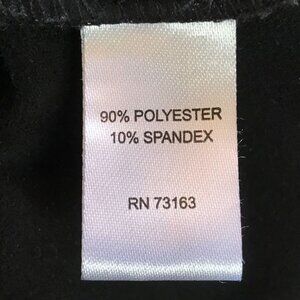 90% POLYESTER
10% SPANDEX
RN 73163